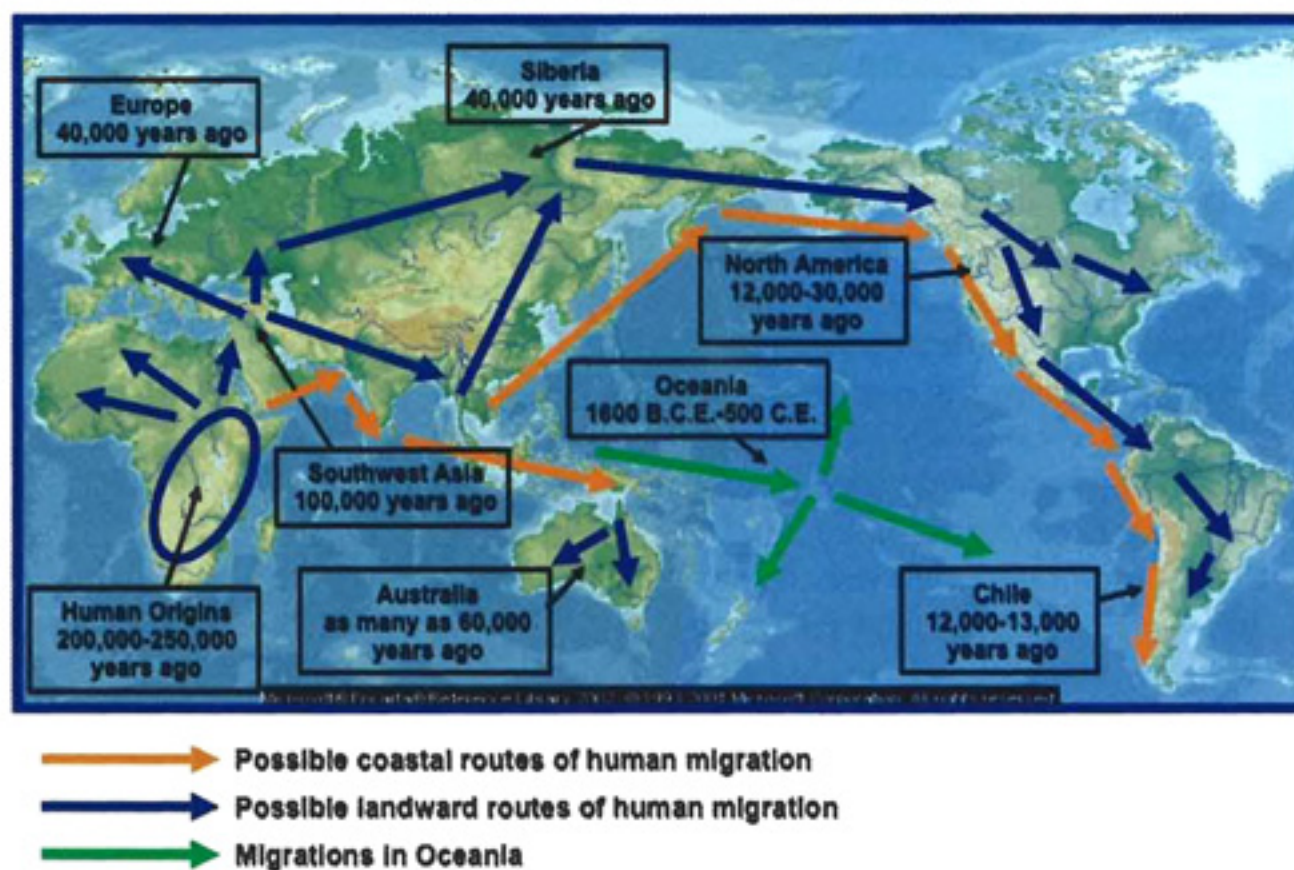 Siberia
40,000 years ago
Europe
40,000 years ago
North America
12,000-30,000
years ago
Oceania
1600 B.C.E.-500 C.E.
Southwest Asia
100,000 years ago
Human Origins
200,000-250,000
years ago
Australia
as many as 60,000
years ago
Chile
12,000-13,000
years ago
Possible coastal routes of human migration
Possible landward routes of human migration
Migrations in Oceania